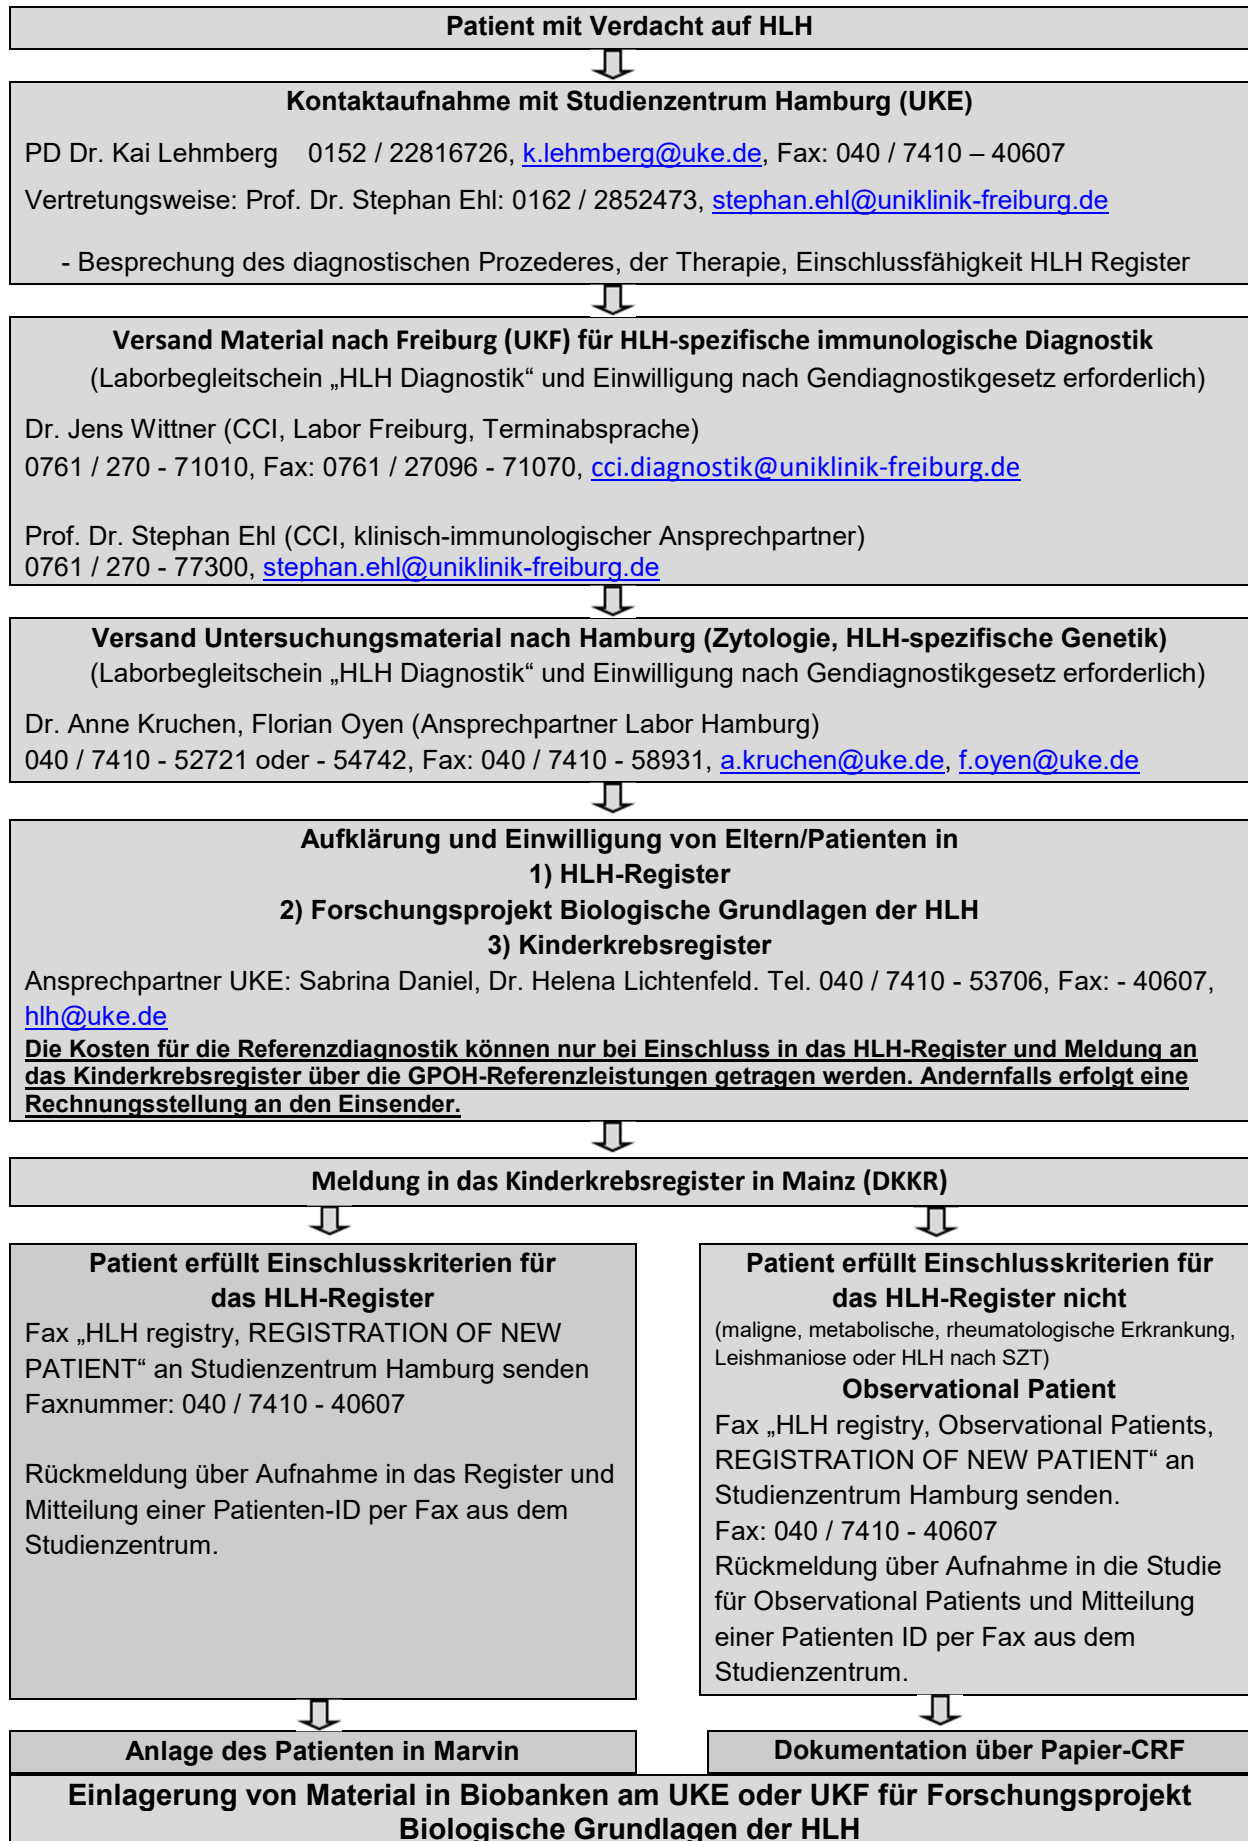 Patient mit Verdacht auf HLH
Kontaktaufnahme mit Studienzentrum Hamburg (UKE)
PD Dr. Kai Lehmberg 0152 / 22816726, k.lehmberg@uke.de, Fax: 040 / 7410 – 40607
Vertretungsweise: Prof. Dr. Stephan Ehl: 0162 / 2852473, stephan.ehl@uniklinik-freiburg.de
- Besprechung des diagnostischen Prozederes, der Therapie, Einschlussfähigkeit HLH Register
Versand Material nach Freiburg (UKF) für HLH-spezifische immunologische Diagnostik
(Laborbegleitschein „HLH Diagnostik“ und Einwilligung nach Gendiagnostikgesetz erforderlich)
Dr. Jens Wittner (CCI, Labor Freiburg, Terminabsprache)
0761 / 270 - 71010, Fax: 0761 / 27096 - 71070, cci.diagnostik@uniklinik-freiburg.de
Prof. Dr. Stephan Ehl (CCI, klinisch-immunologischer Ansprechpartner)
0761 / 270 - 77300, stephan.ehl@uniklinik-freiburg.de
Versand Untersuchungsmaterial nach Hamburg (Zytologie, HLH-spezifische Genetik)
(Laborbegleitschein „HLH Diagnostik“ und Einwilligung nach Gendiagnostikgesetz erforderlich)
Dr. Anne Kruchen, Florian Oyen (Ansprechpartner Labor Hamburg)
040 / 7410 - 52721 oder - 54742, Fax: 040 / 7410 - 58931, a.kruchen@uke.de, f.oyen@uke.de
Aufklärung und Einwilligung von Eltern/Patienten in
1) HLH-Register
2) Forschungsprojekt Biologische Grundlagen der HLH
3) Kinderkrebsregister
Ansprechpartner UKE: Sabrina Daniel, Dr. Helena Lichtenfeld. Tel. 040 / 7410 - 53706, Fax: - 40607,
hlh@uke.de
Die Kosten für die Referenzdiagnostik können nur bei Einschluss in das HLH-Register und Meldung an
das Kinderkrebsregister über die GPOH-Referenzleistungen getragen werden. Andernfalls erfolgt eine
Rechnungsstellung an den Einsender.
Meldung in das Kinderkrebsregister in Mainz (DKKR)
Patient erfüllt Einschlusskriterien für
das HLH-Register
Fax „HLH registry, REGISTRATION OF NEW
PATIENT“ an Studienzentrum Hamburg senden
Faxnummer: 040 / 7410 - 40607
Rückmeldung über Aufnahme in das Register und
Mitteilung einer Patienten-ID per Fax aus dem
Studienzentrum.
Patient erfüllt Einschlusskriterien für
das HLH-Register nicht
(maligne, metabolische, rheumatologische Erkrankung,
Leishmaniose oder HLH nach SZT)
Observational Patient
Fax „HLH registry, Observational Patients,
REGISTRATION OF NEW PATIENT“ an
Studienzentrum Hamburg senden.
Fax: 040 / 7410 - 40607
Rückmeldung über Aufnahme in die Studie
für Observational Patients und Mitteilung
einer Patienten ID per Fax aus dem
Studienzentrum.
Anlage des Patienten in Marvin
Dokumentation über Papier-CRF
Einlagerung von Material in Biobanken am UKE oder UKF für Forschungsprojekt
Biologische Grundlagen der HLH